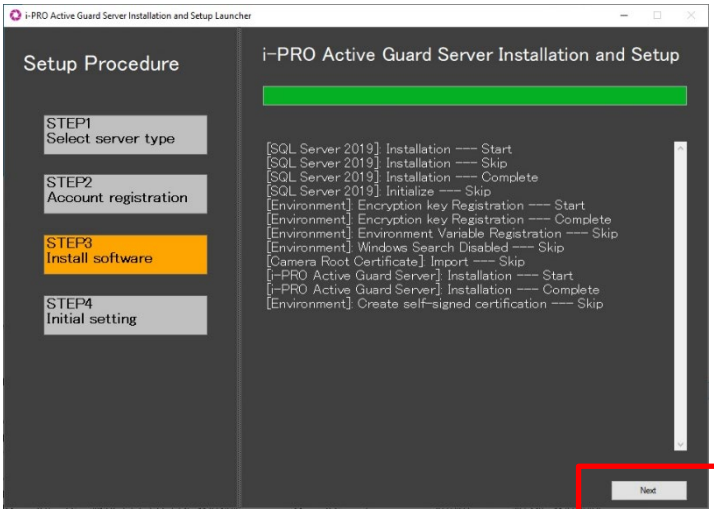 i-PRO Active Guard Server Installation and Setup Launcher
Setup Procedure
STEP1
Select server type
STEP2
Account registration
STEP3
Install software
STEP4
Initial setting
i-PRO Active Guard Server Installation and Setup
[SQL Server 2019]: Installation --- Start
[SQL Server 2019]: Installation --- Skip
[SQL Server 2019]: Installation --- Complete
[SQL Server 2019]: Initialize --- Skip
[Environment]: Encryption key Registration --- Start
[Environment]: Encryption key Registration --- Complete
[Environment]: Environment Variable Registration --- Skip
[Environment]: Windows Search Disabled --- Skip
[Camera Root Certificate]: Import --- Skip
[i-PRO Active Guard Server]: Installation --- Start
[i-PRO Active Guard Server]: Installation --- Complete
[Environment]: Create self-signed certification --- Skip
Next